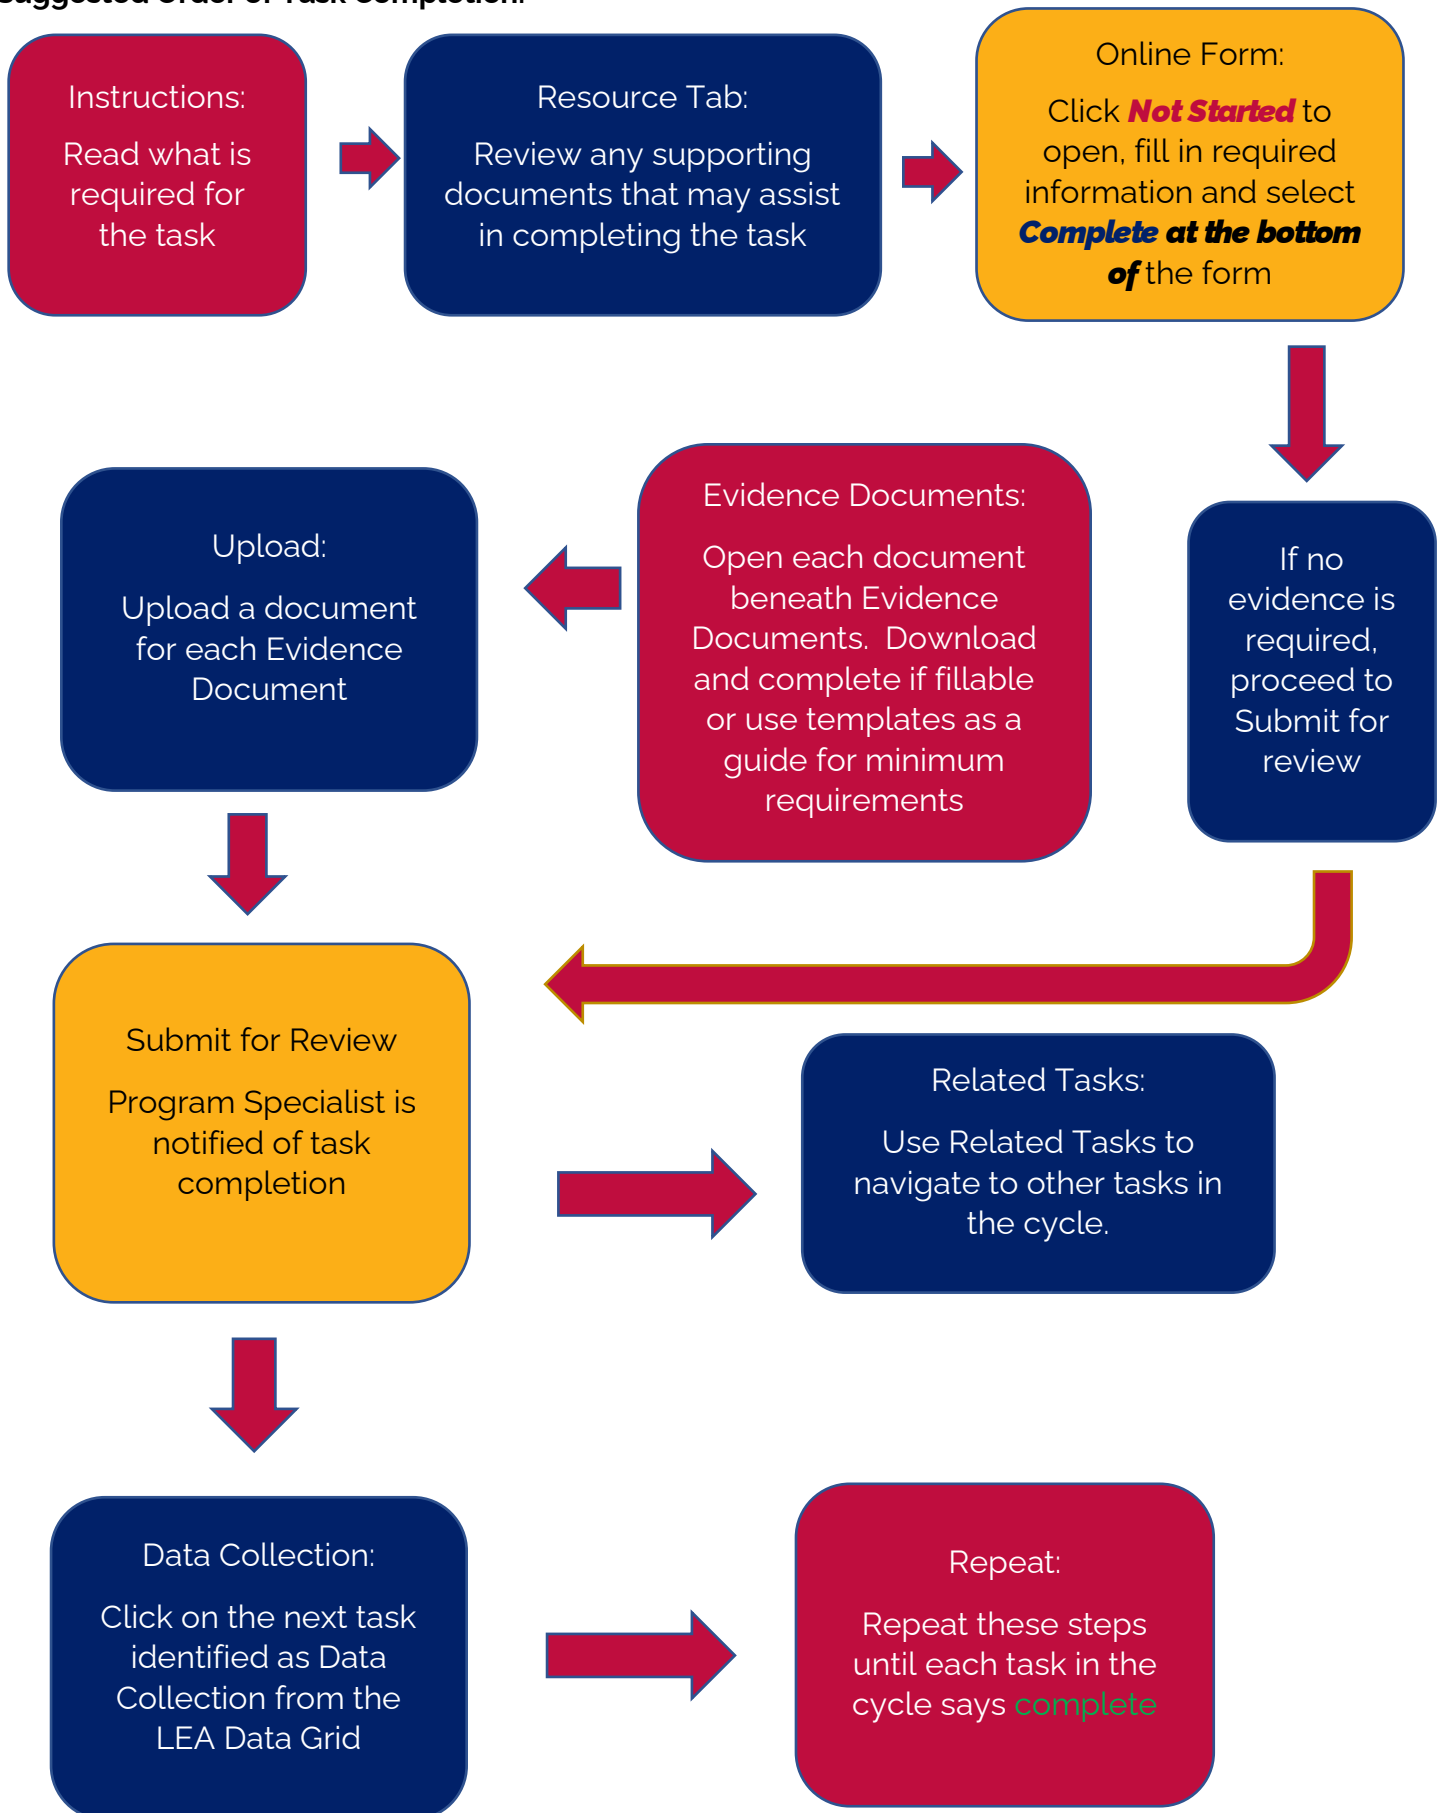 Suggested Order of Task Completion:
Instructions:
Read what is
required for
the task
Resource Tab:
Review any supporting
documents that may assist
in completing the task
Online Form:
Click Not Started to
open, fill in required
information and select
Complete at the bottom
of the form
If no
evidence is
required,
proceed to
Submit for
review
Evidence Documents:
Open each document
beneath Evidence
Documents.  Download
and complete if fillable
or use templates as a
guide for minimum
requirements
Upload:
Upload a document
for each Evidence
Document
Submit for Review
Program Specialist is
notified of task
completion
Related Tasks:
Use Related Tasks to
navigate to other tasks in
the cycle.
Data Collection:
Click on the next task
identified as Data
Collection from the
LEA Data Grid
Repeat:
Repeat these steps
until each task in the
cycle says complete